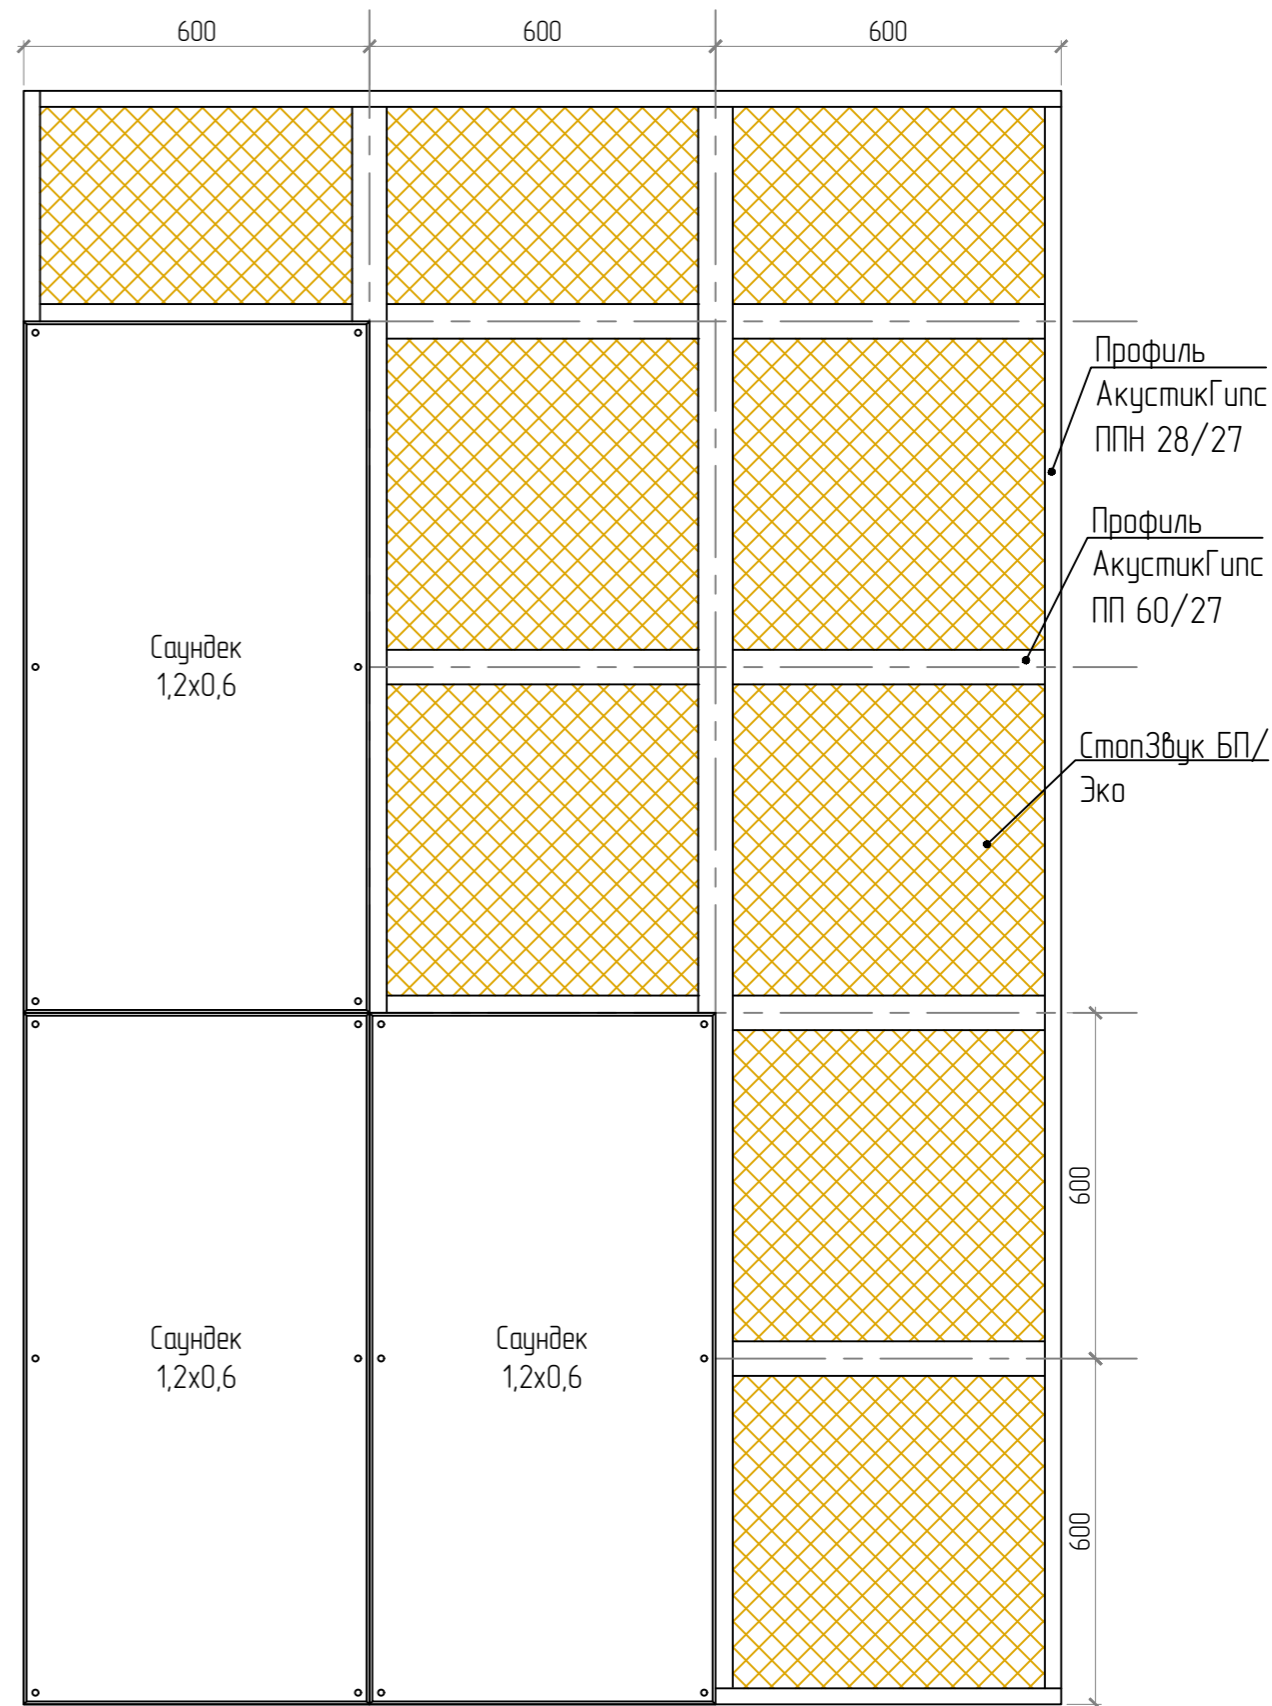 600
600
600
Профиль
АкустикГипс
ППН 28/27
Профиль
АкустикГипс
ПП 60/27
Саундек
1,2х0,6
СтопЗвук БП/
Эко
600
Саундек
1,2х0,6
Саундек
1,2х0,6
600